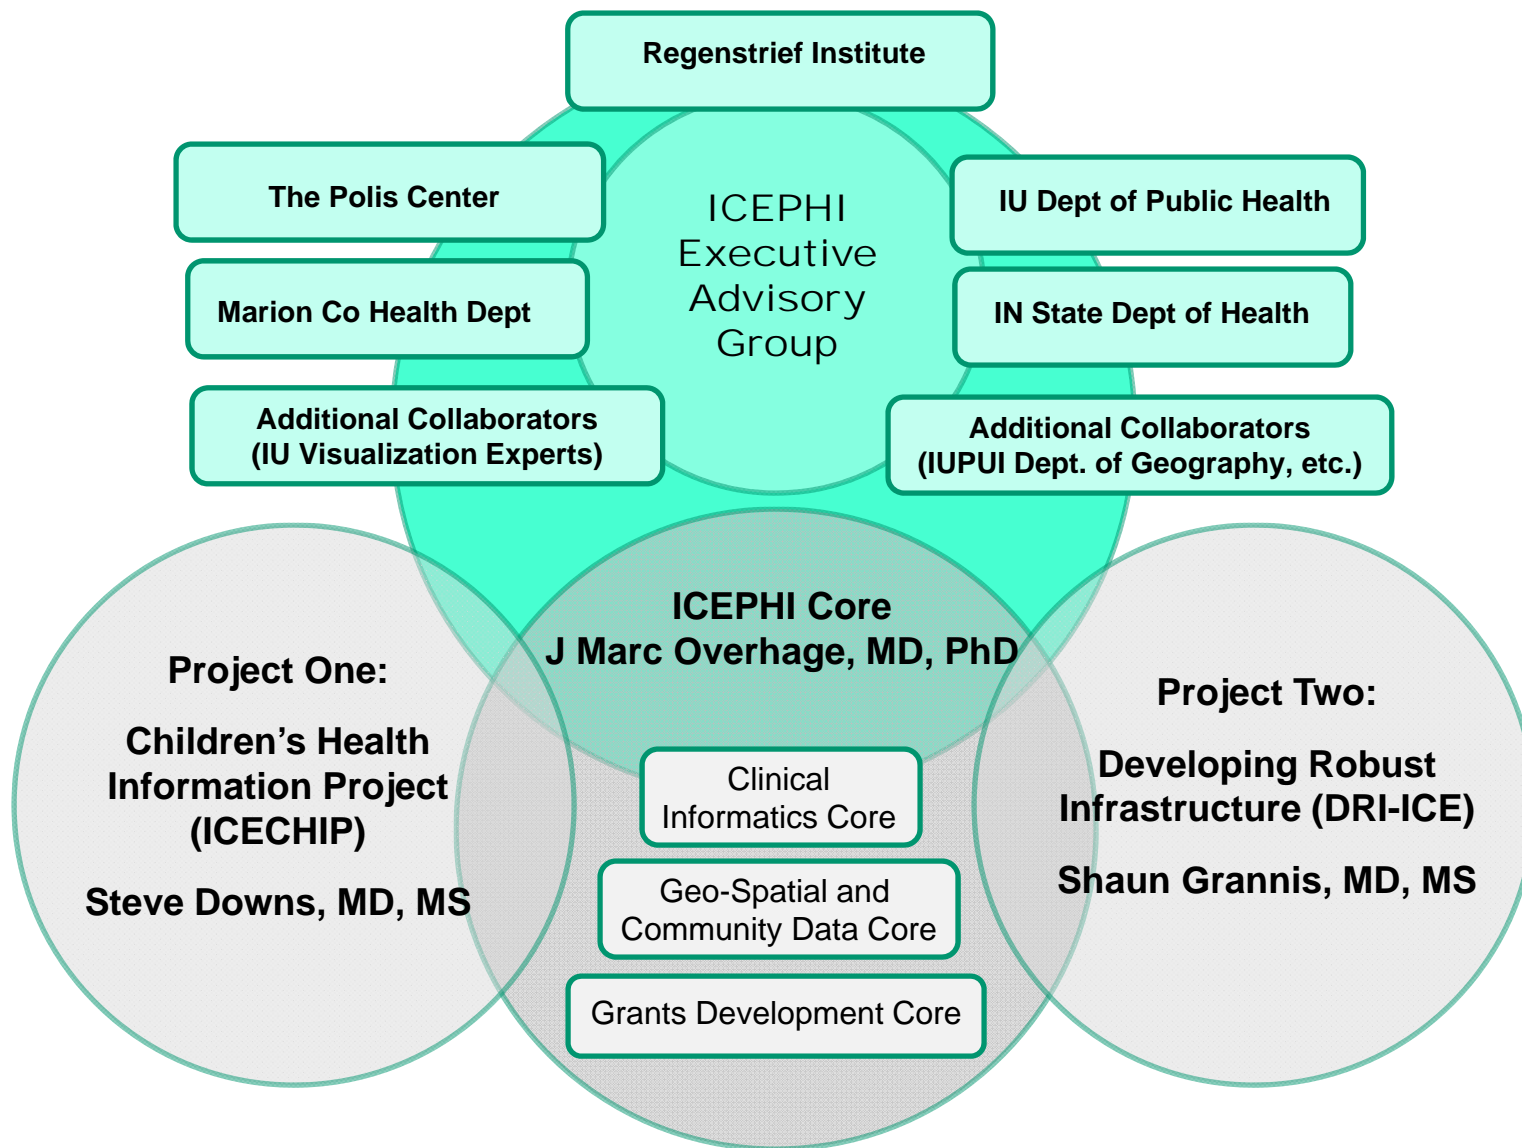 Regenstrief Institute
The Polis Center
ICEPHI
Executive
Advisory
Group
IU Dept of Public Health
Marion Co Health Dept
IN State Dept of Health
Additional Collaborators
(IU Visualization Experts)
Additional Collaborators
(IUPUI Dept. of Geography, etc.)
ICEPHI Core
J Marc Overhage, MD, PhD
Project One:
Children’s Health
Information Project
(ICECHIP)
Steve Downs, MD, MS
Clinical
Informatics Core
Geo-Spatial and
Community Data Core
Grants Development Core
Project Two:
Developing Robust
Infrastructure (DRI-ICE)
Shaun Grannis, MD, MS